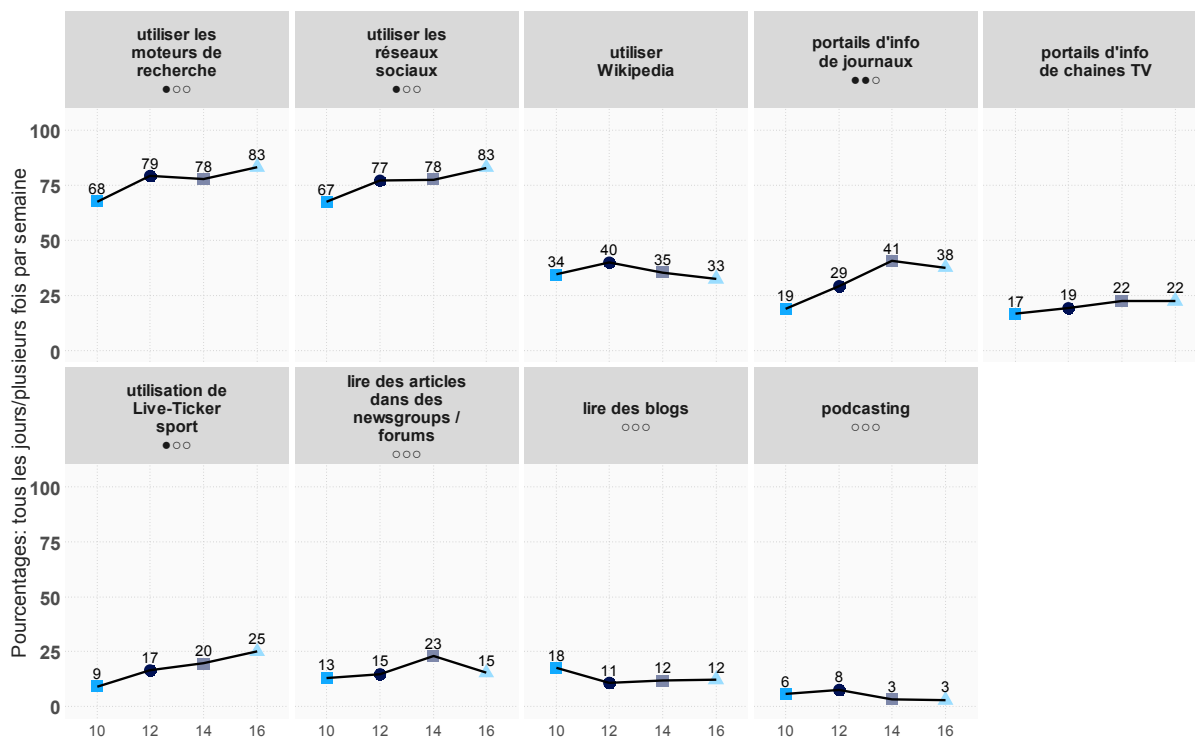 utiliser les
moteurs de
recherche
●○○
utiliser les
réseaux
sociaux
●○○
utiliser
Wikipedia
portails d'info
de journaux
●●○
portails d'info
de chaines TV
Pourcentages: tous les jours/plusieurs fois par semaine
100
75
50
25
0
68
79
78
83
67
77
78
83
34
40
35
33
19
29
41
38
17
19
22
22
utilisation de
Live-Ticker
sport
●○○
lire des articles
dans des
newsgroups /
forums
○○○
lire des blogs
○○○
podcasting
○○○
100
75
50
25
0
9
17
20
25
13
15
23
15
18
11
12
12
6
8
3
3
10 12 14 16
10 12 14 16
10 12 14 16
10 12 14 16